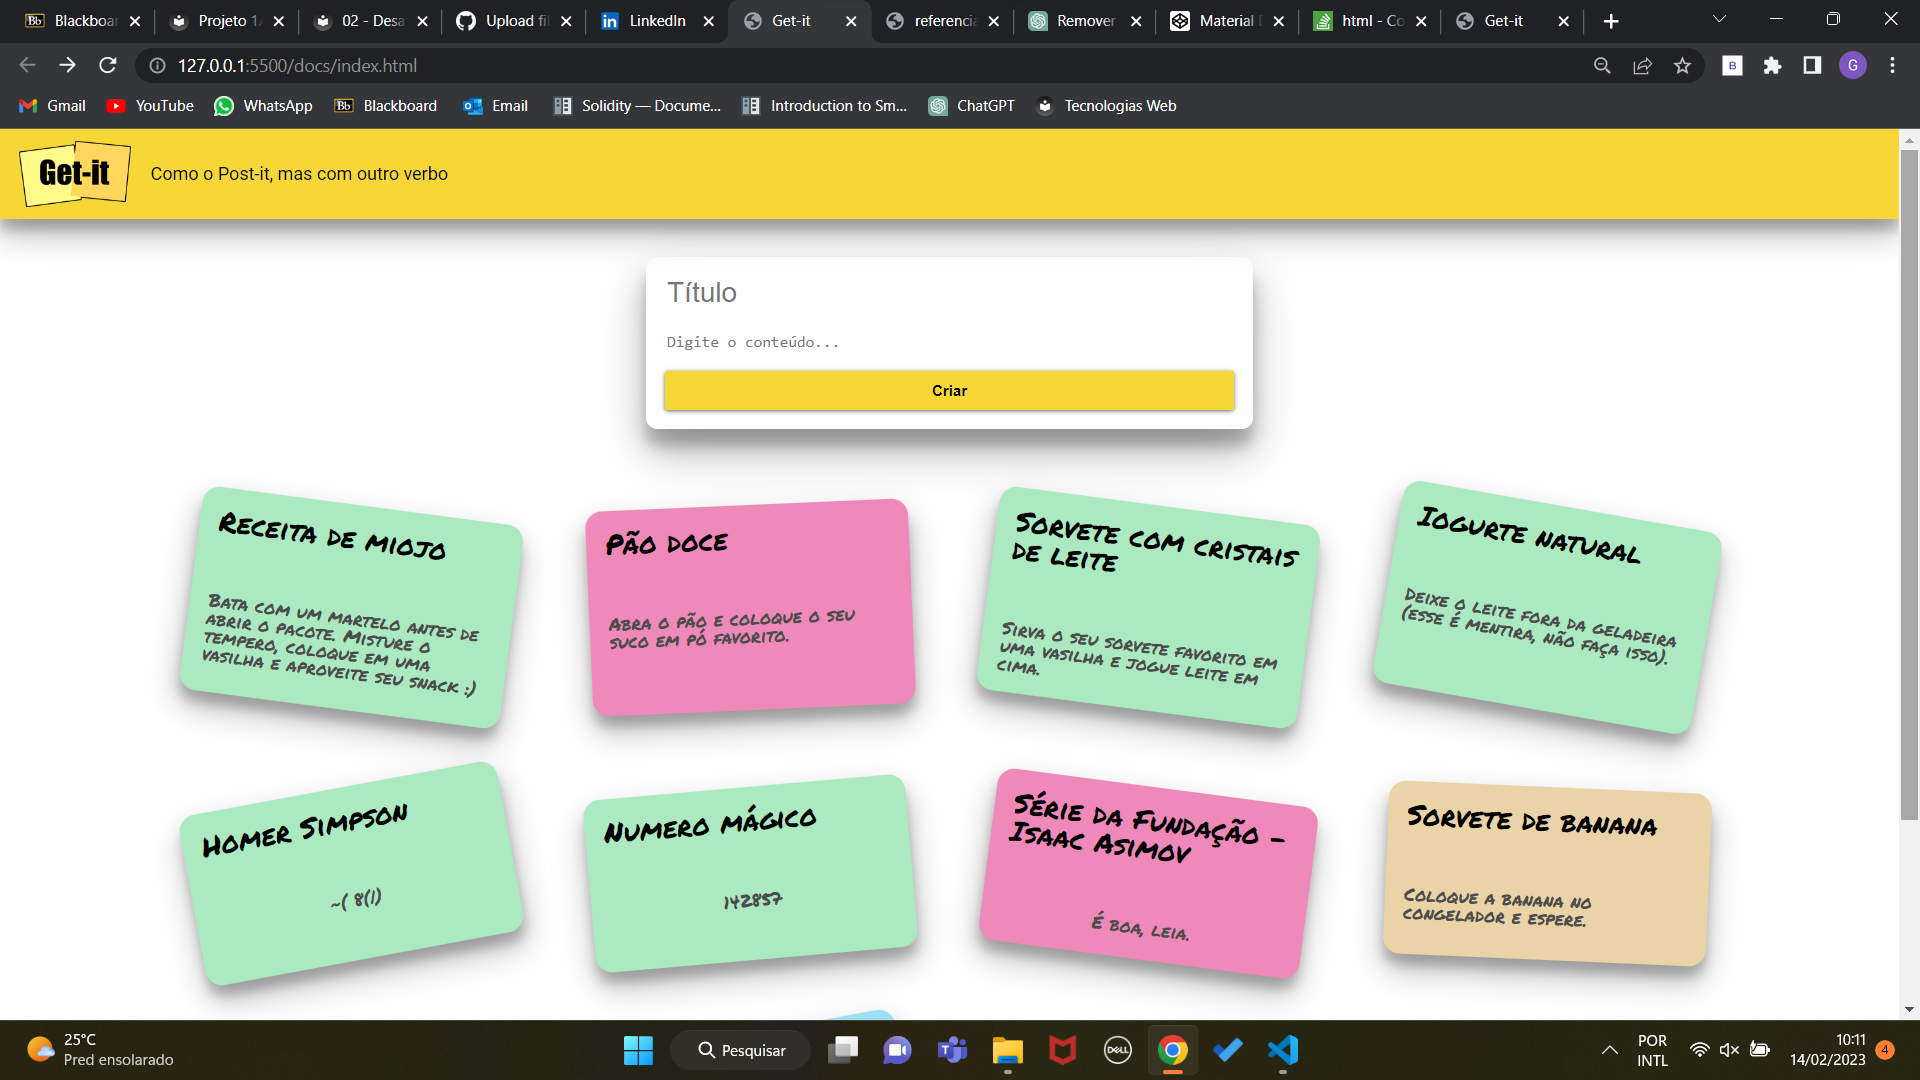 Blackboar
Projeto 1
02 - Desa
Upload fil
LinkedIn
Get-it
referencia
Remover
Material
html - Co
Get-it
127.0.0.1:5500/docs/index.html
B
G
Gmail
YouTube
WhatsApp
Bb Blackboard
Email
Solidity — Docume...
Introduction to Sm...
ChatGPT
Tecnologias Web
Get-it
Como o Post-it, mas com outro verbo
Título
Digite o conteúdo...
Criar
Receita de miojo
Bata com um martelo antes de
abrir o pacote. Misture o
tempero, coloque em uma
vasilha e aproveite seu snack :)
Pão doce
Abra o pão e coloque o seu
suco em pó favorito.
Sorvete com cristais
de leite
Sirva o seu sorvete favorito em
uma vasilha e jogue leite em
cima.
Iogurte natural
Deixe o leite fora da geladeira
(esse é mentira, não faça isso).
Homer Simpson
~( 8(|)
Numero mágico
142857
Série da Fundação -
Isaac Asimov
É boa, leia.
Sorvete de banana
Coloque a banana no
congelador e espere.
25°C
Pred ensolarado
Pesquisar
DELL
POR
INTL
10:11
14/02/2023
4